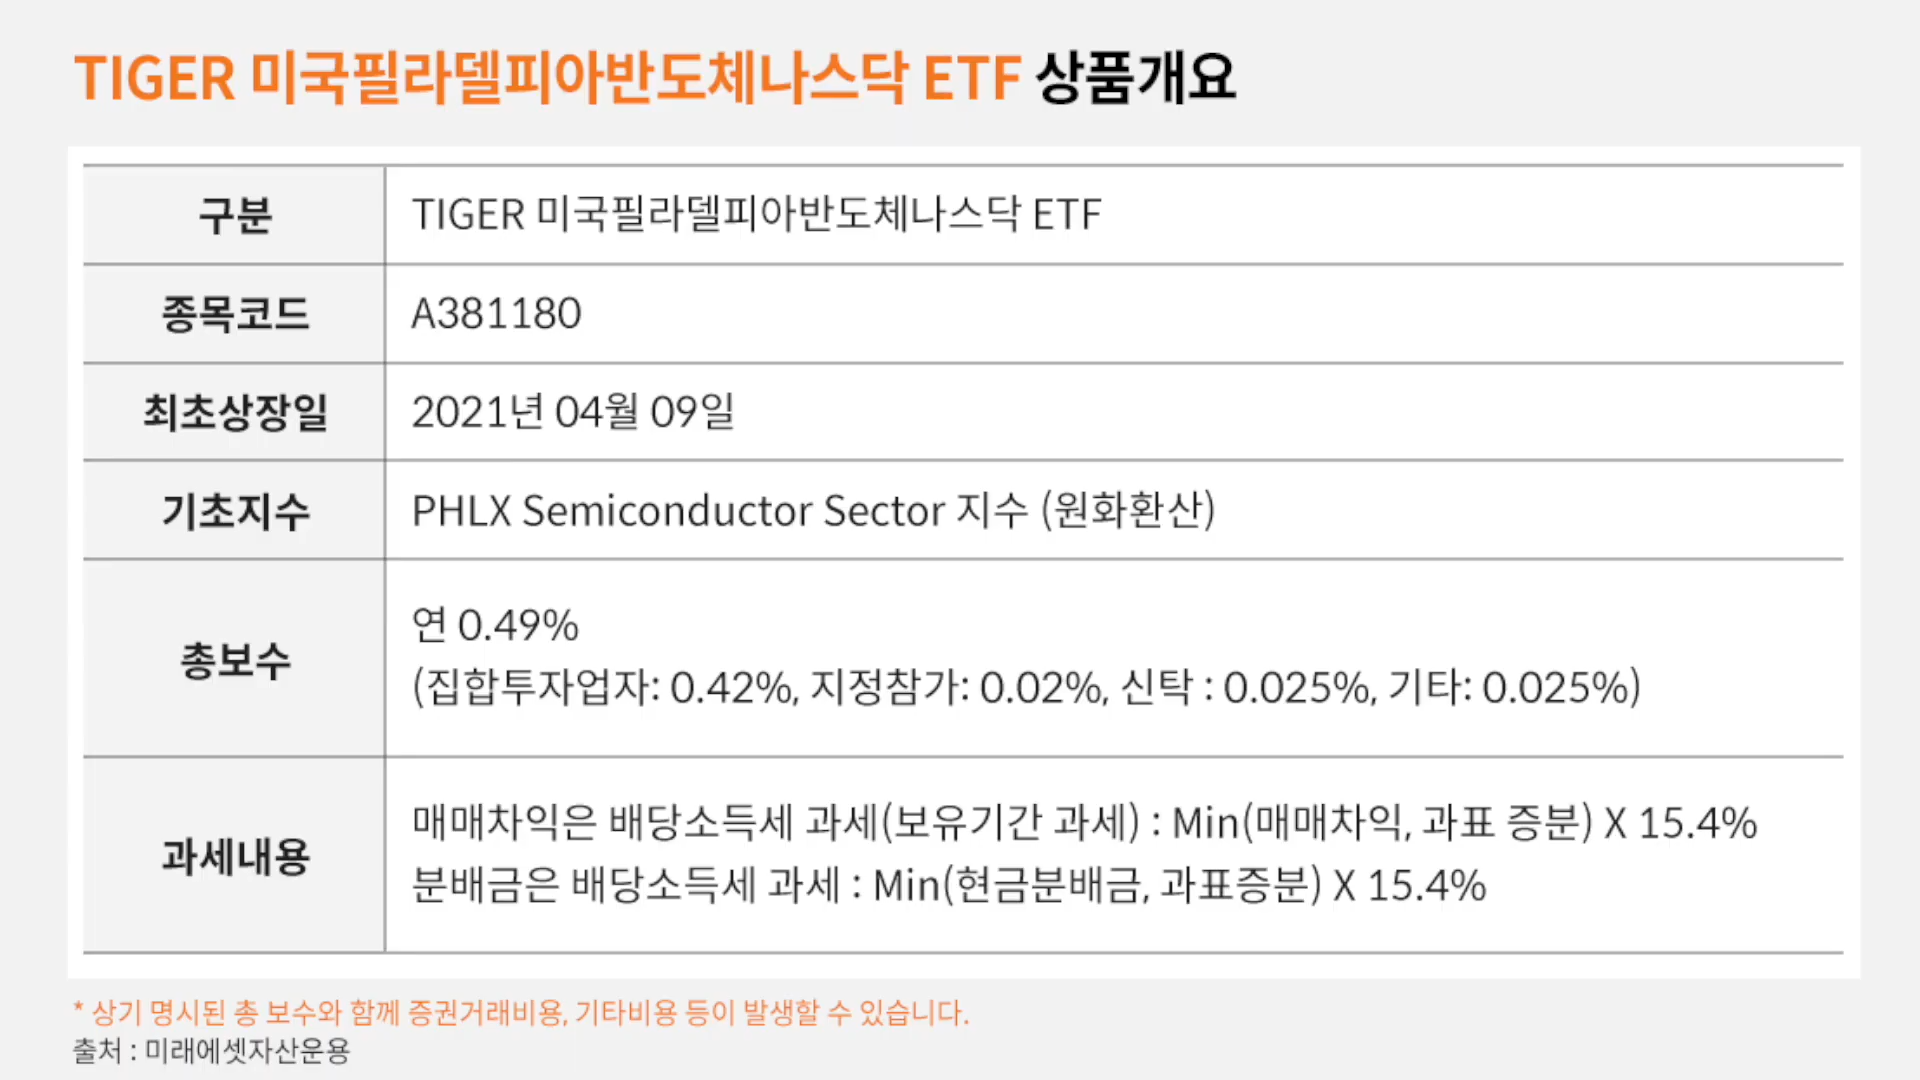 TIGER 미국필라델피아반도체나스닥 ETF 상품개요
구분
TIGER 미국필라델피아반도체나스닥 ETF
종목코드
A381180
최초상장일
2021년 04월 09일
기초지수
PHLX Semiconductor Sector 지수 (원화환산)
총보수
연 0.49%
(집합투자업자: 0.42%, 지정참가: 0.02%, 신탁 : 0.025%, 기타: 0.025%)
과세내용
매매차익은 배당소득세 과세(보유기간 과세) : Min(매매차익, 과표 증분) X 15.4%
분배금은 배당소득세 과세 : Min(현금분배금, 과표증분) X 15.4%
* 상기 명시된 총 보수와 함께 증권거래비용, 기타비용 등이 발생할 수 있습니다.
출처 : 미래에셋자산운용